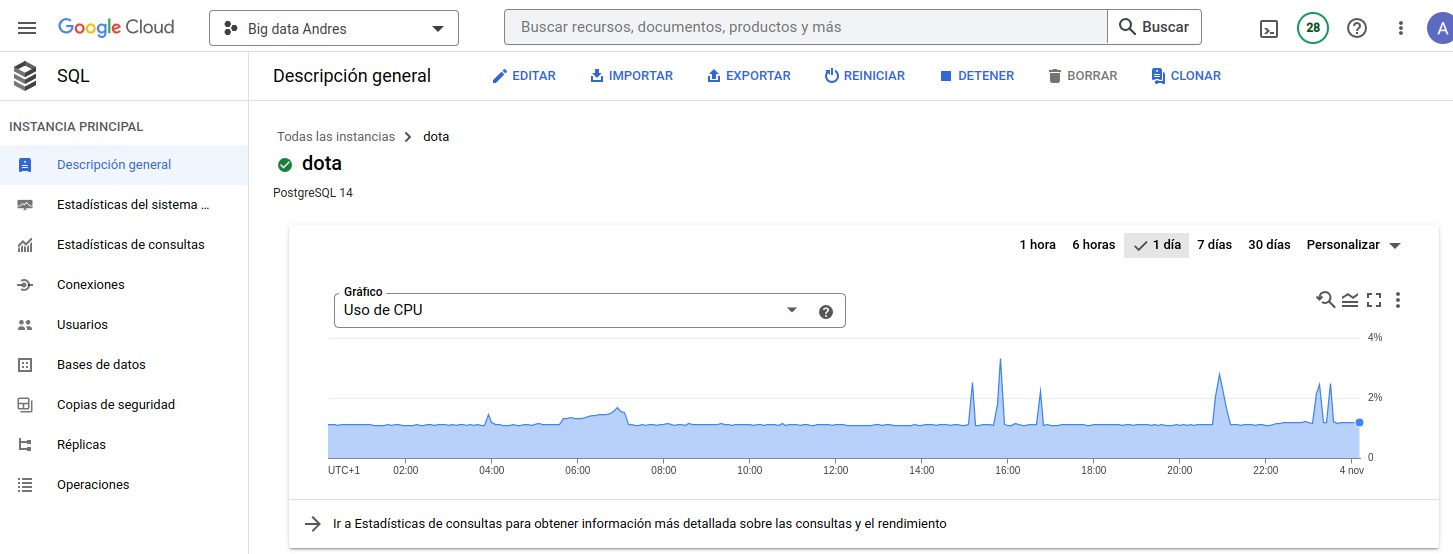 Google Cloud
Big data Andres
Buscar recursos, documentos, productos y más
Buscar
28
A
SQL
Descripción general
EDITAR
IMPORTAR
EXPORTAR
REINICIAR
DETENER
BORRAR
CLONAR
INSTANCIA PRINCIPAL
Descripción general
Estadísticas del sistema ...
Estadísticas de consultas
Conexiones
Usuarios
Bases de datos
Copias de seguridad
Réplicas
Operaciones
Todas las instancias
dota
dota
PostgreSQL 14
1 hora
6 horas
1 día
7 días
30 días
Personalizar
Gráfico
Uso de CPU
4%
2%
0
UTC+1
02:00
04:00
06:00
08:00
10:00
12:00
14:00
16:00
18:00
20:00
22:00
4 nov
Ir a Estadísticas de consultas para obtener información más detallada sobre las consultas y el rendimiento